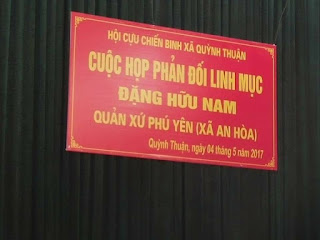 HỘI CỰU CHIẾN BINH XÃ QUỲNH THUẬN
CUỘC HỌP PHẢN ĐỐI LINH MỤC
ĐẶNG HỮU NAM
QUẢN XỨ PHÚ YÊN (XÃ AN HÒA)
Quỳnh Thuận, ngày 04 tháng 5 năm 2017